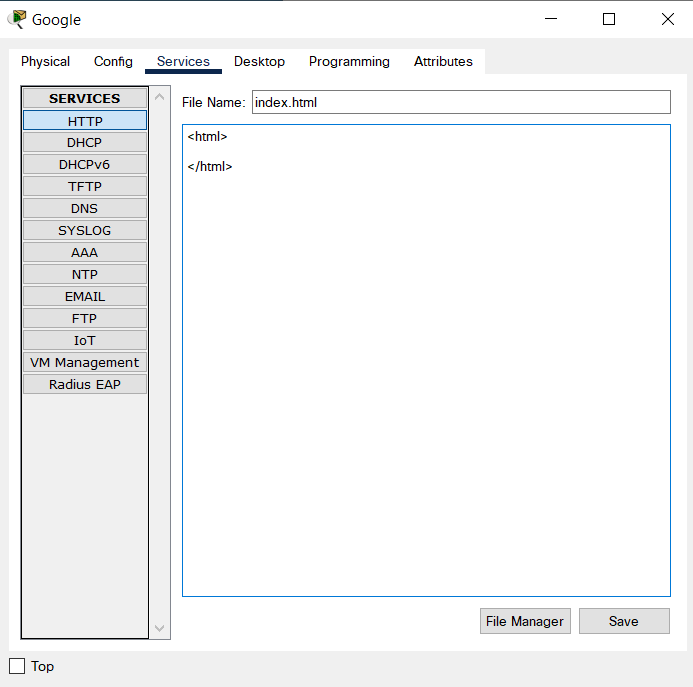 Google
Physical Config Services Desktop Programming Attributes
SERVICES
HTTP
DHCP
DHCPv6
TFTP
DNS
SYSLOG
AAA
NTP
EMAIL
FTP
IoT
VM Management
Radius EAP
File Name: index.html
<html>
</html>
File Manager Save
Top